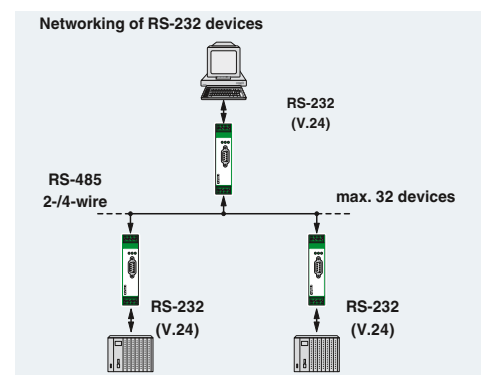 Networking of RS-232 devices
RS-232
(V.24)
RS-485
2-/4-wire
max. 32 devices
RS-232
(V.24)
RS-232
(V.24)